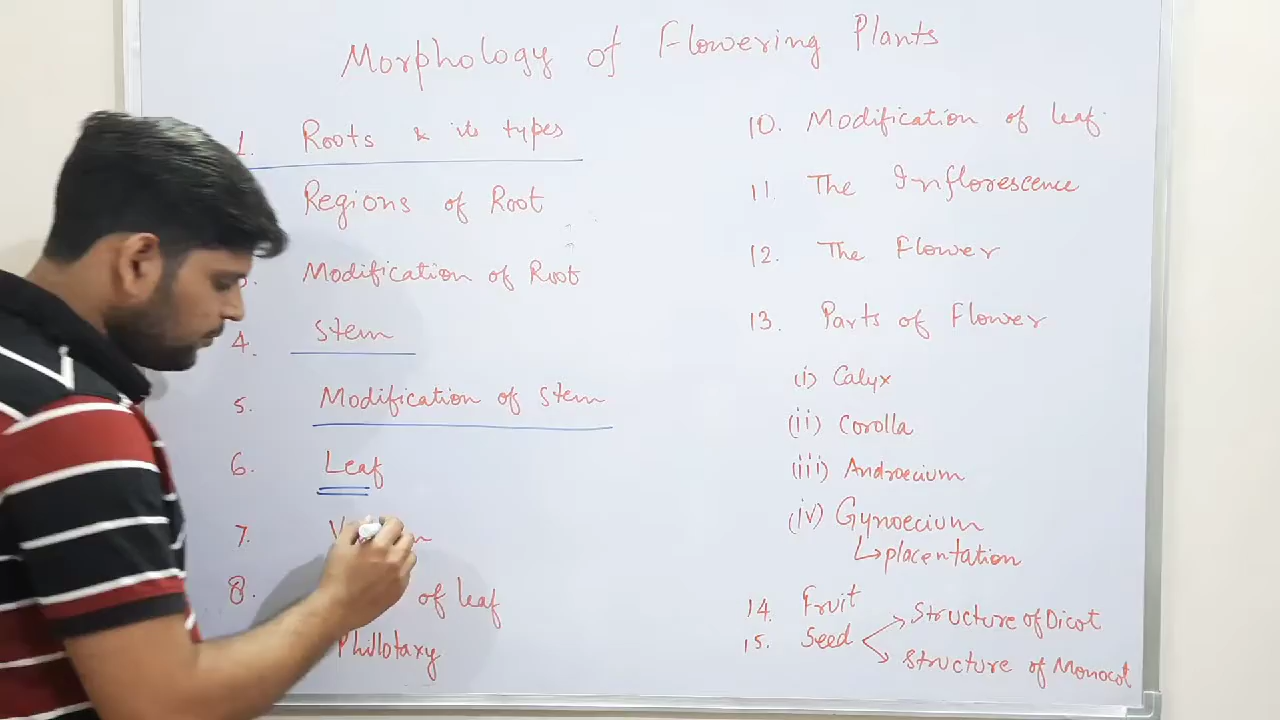 Morphology of Flowering Plants
1. Roots & its types
Regions of Root
3. Modification of Root
4. Stem
5. Modification of Stem
6. Leaf
7.
8. of leaf
Phillotaxy
10. Modification of leaf.
11. The Inflorescence
12. The Flower
13. Parts of Flower
(i) Calyx
(ii) Corolla
(iii) Androecium
(iv) Gynoecium
↳ placentation
14. Fruit
15. Seed
Structure of Dicot
Structure of Monocot